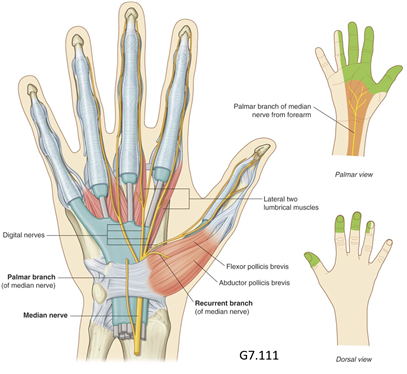 Palmar branch of median
nerve from forearm
Palmar view
Lateral two
lumbrical muscles
Digital nerves
Flexor pollicis brevis
Palmar branch
(of median nerve)
Abductor pollicis brevis
Recurrent branch
(of median nerve)
Median nerve
G7.111
Dorsal view